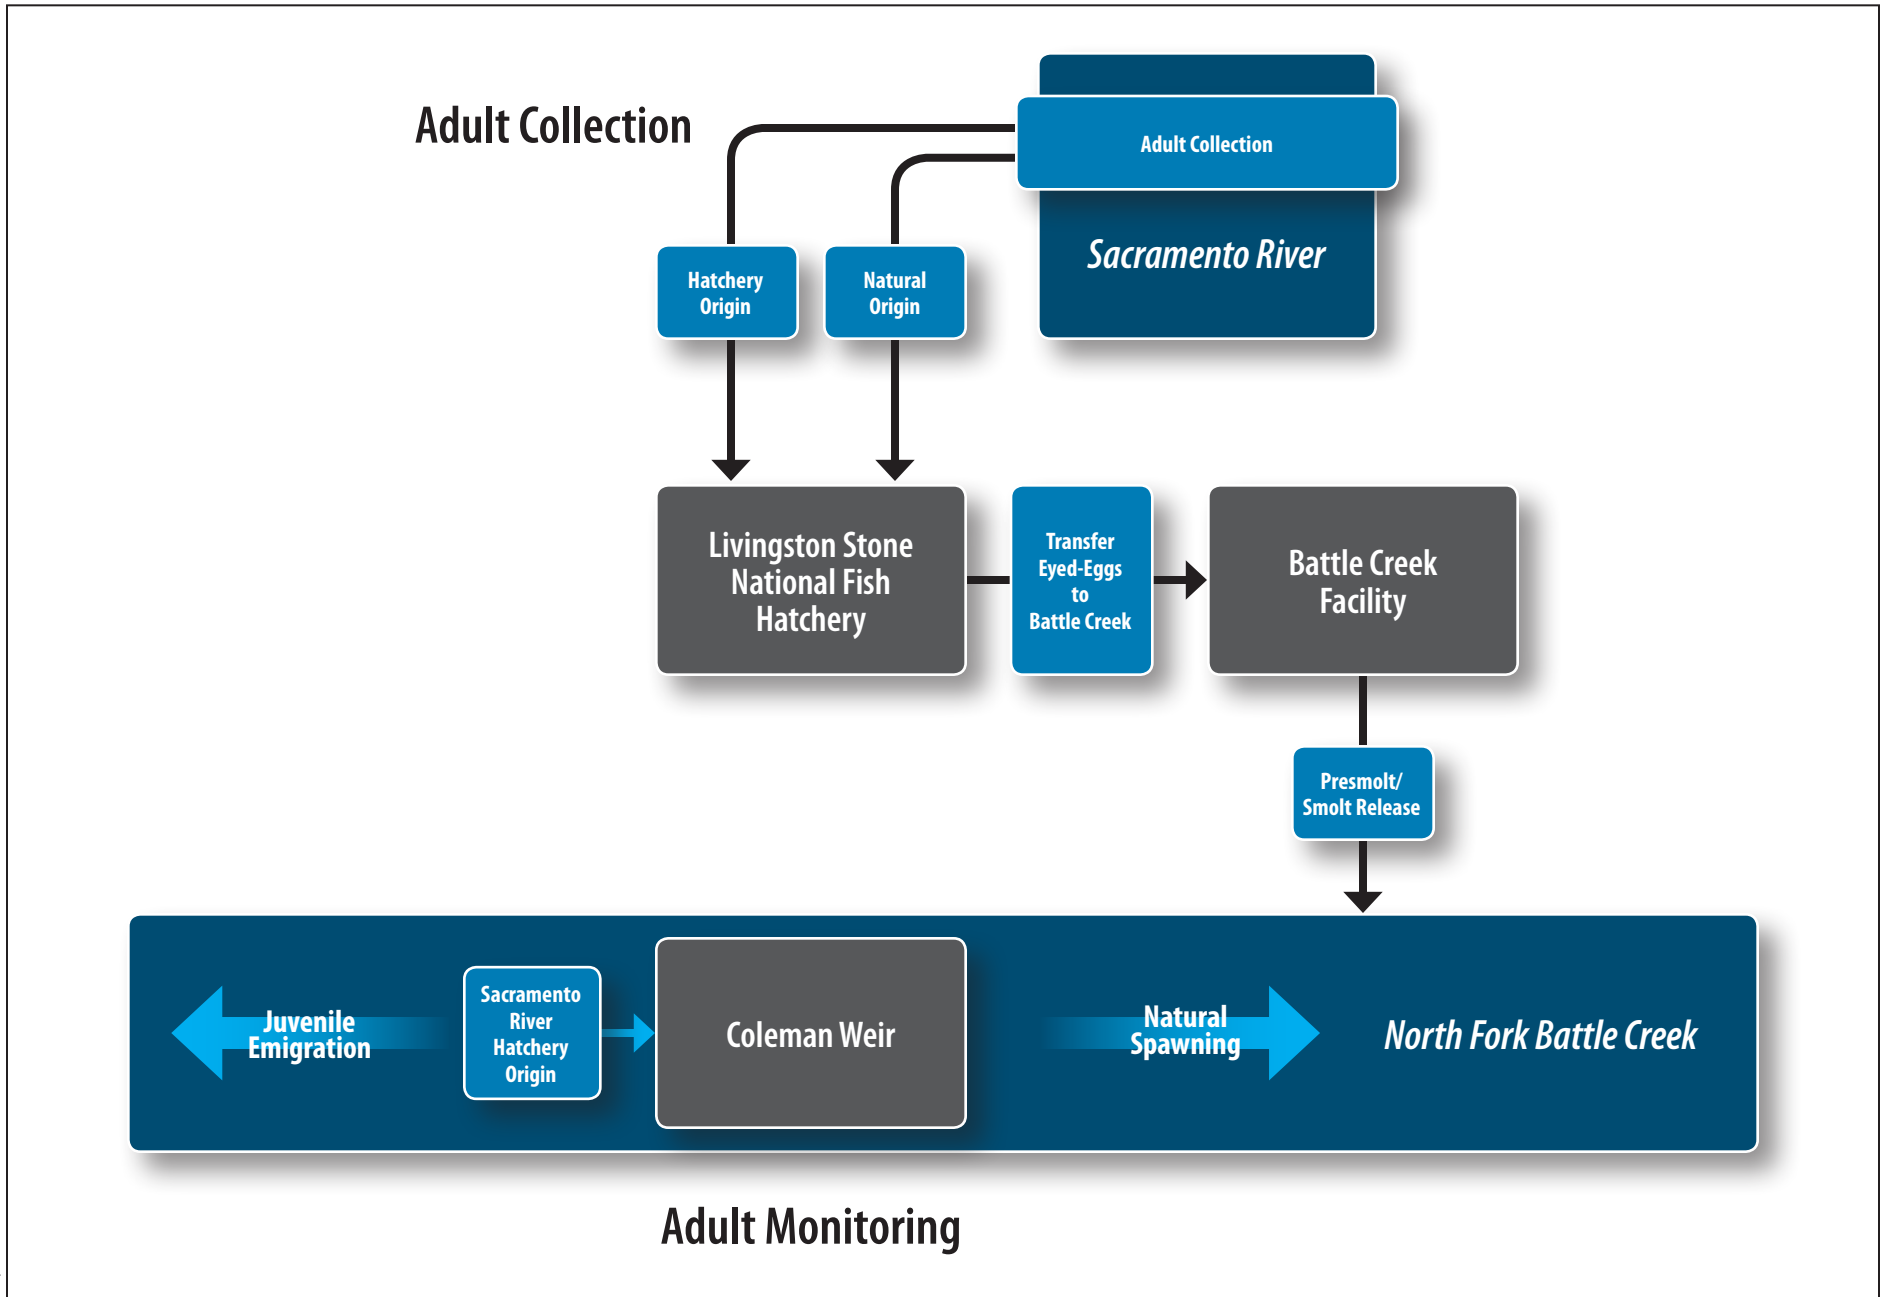 Adult Collection
Adult Collection
Sacramento River
Hatchery
Origin
Natural
Origin
Livingston Stone
National Fish
Hatchery
Transfer
Eyed-Eggs
to
Battle Creek
Battle Creek
Facility
Presmolt/
Smolt Release
Juvenile
Emigration
Sacramento
River
Hatchery
Origin
Coleman Weir
Natural
Spawning
North Fork Battle Creek
Adult Monitoring